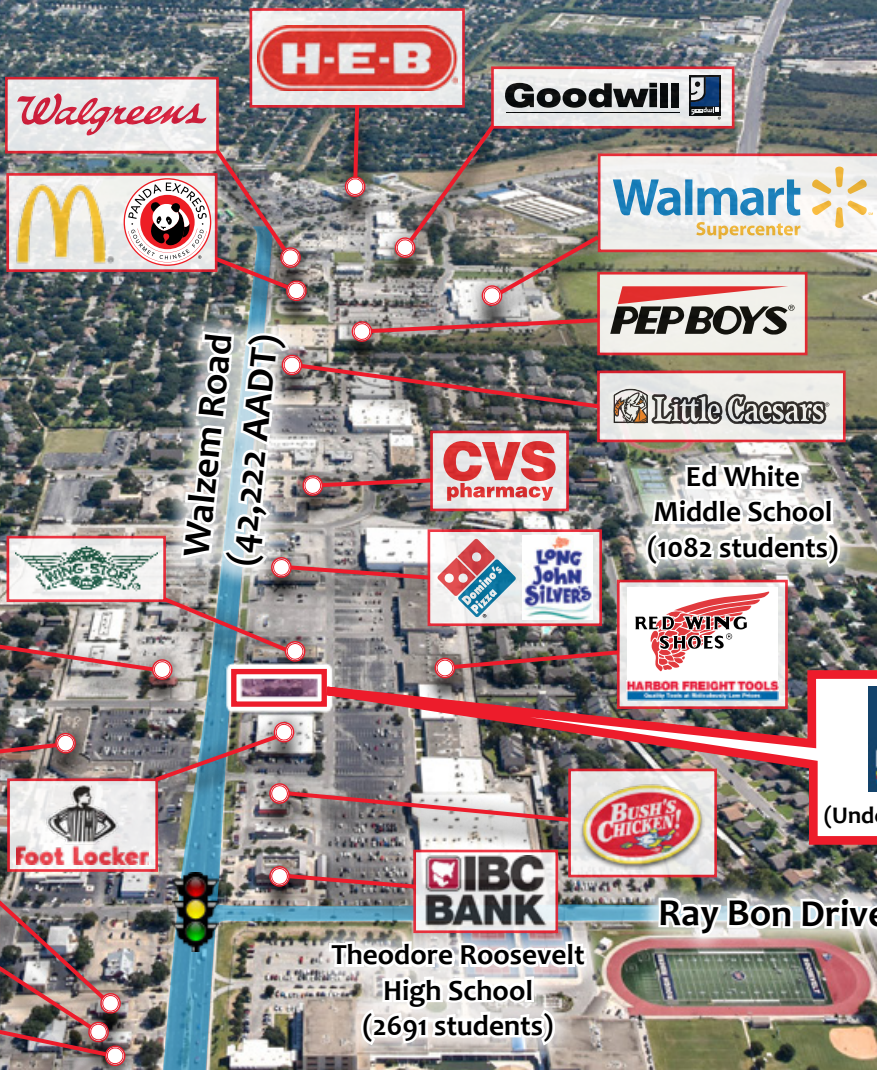 H-E-B
Walgreens
Goodwill
goodwill
PANDA EXPRESS
GOURMET CHINESE FOOD
Walmart
Supercenter
PEP BOYS®
Little Caesars®
Walzem Road
(42,222 AADT)
CVS
pharmacy
Ed White
Middle School
(1082 students)
WING·STOP
Domino's
Pizza
LONG
JOHN
SILVER'S
RED WING
SHOES®
HARBOR FREIGHT TOOLS
Quality Tools at Ridiculously Low Prices
(Unde
Foot Locker
BUSH'S
CHICKEN!
IBC
BANK
Ray Bon Drive
Theodore Roosevelt
High School
(2691 students)